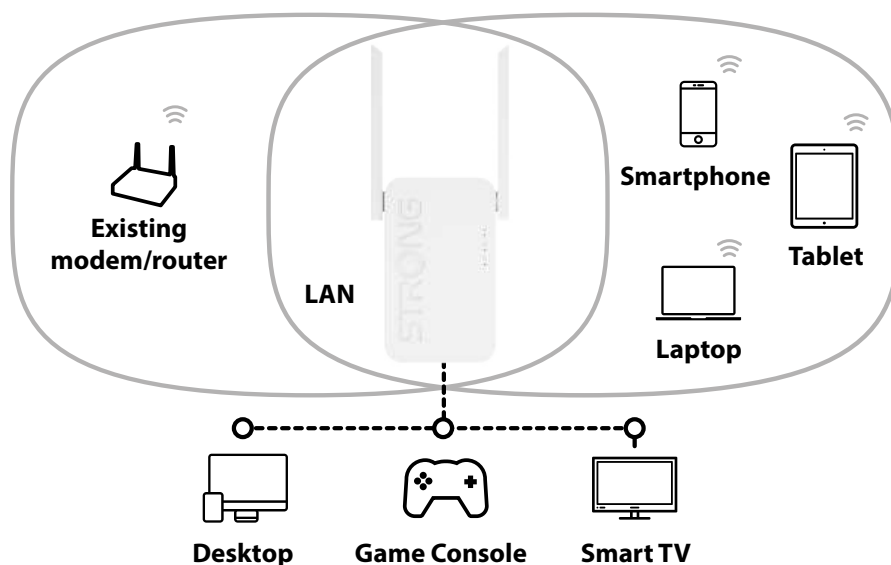 Smartphone
Existing
modem/router
Tablet
LAN
STRONG
Laptop
Desktop
Game Console
Smart TV